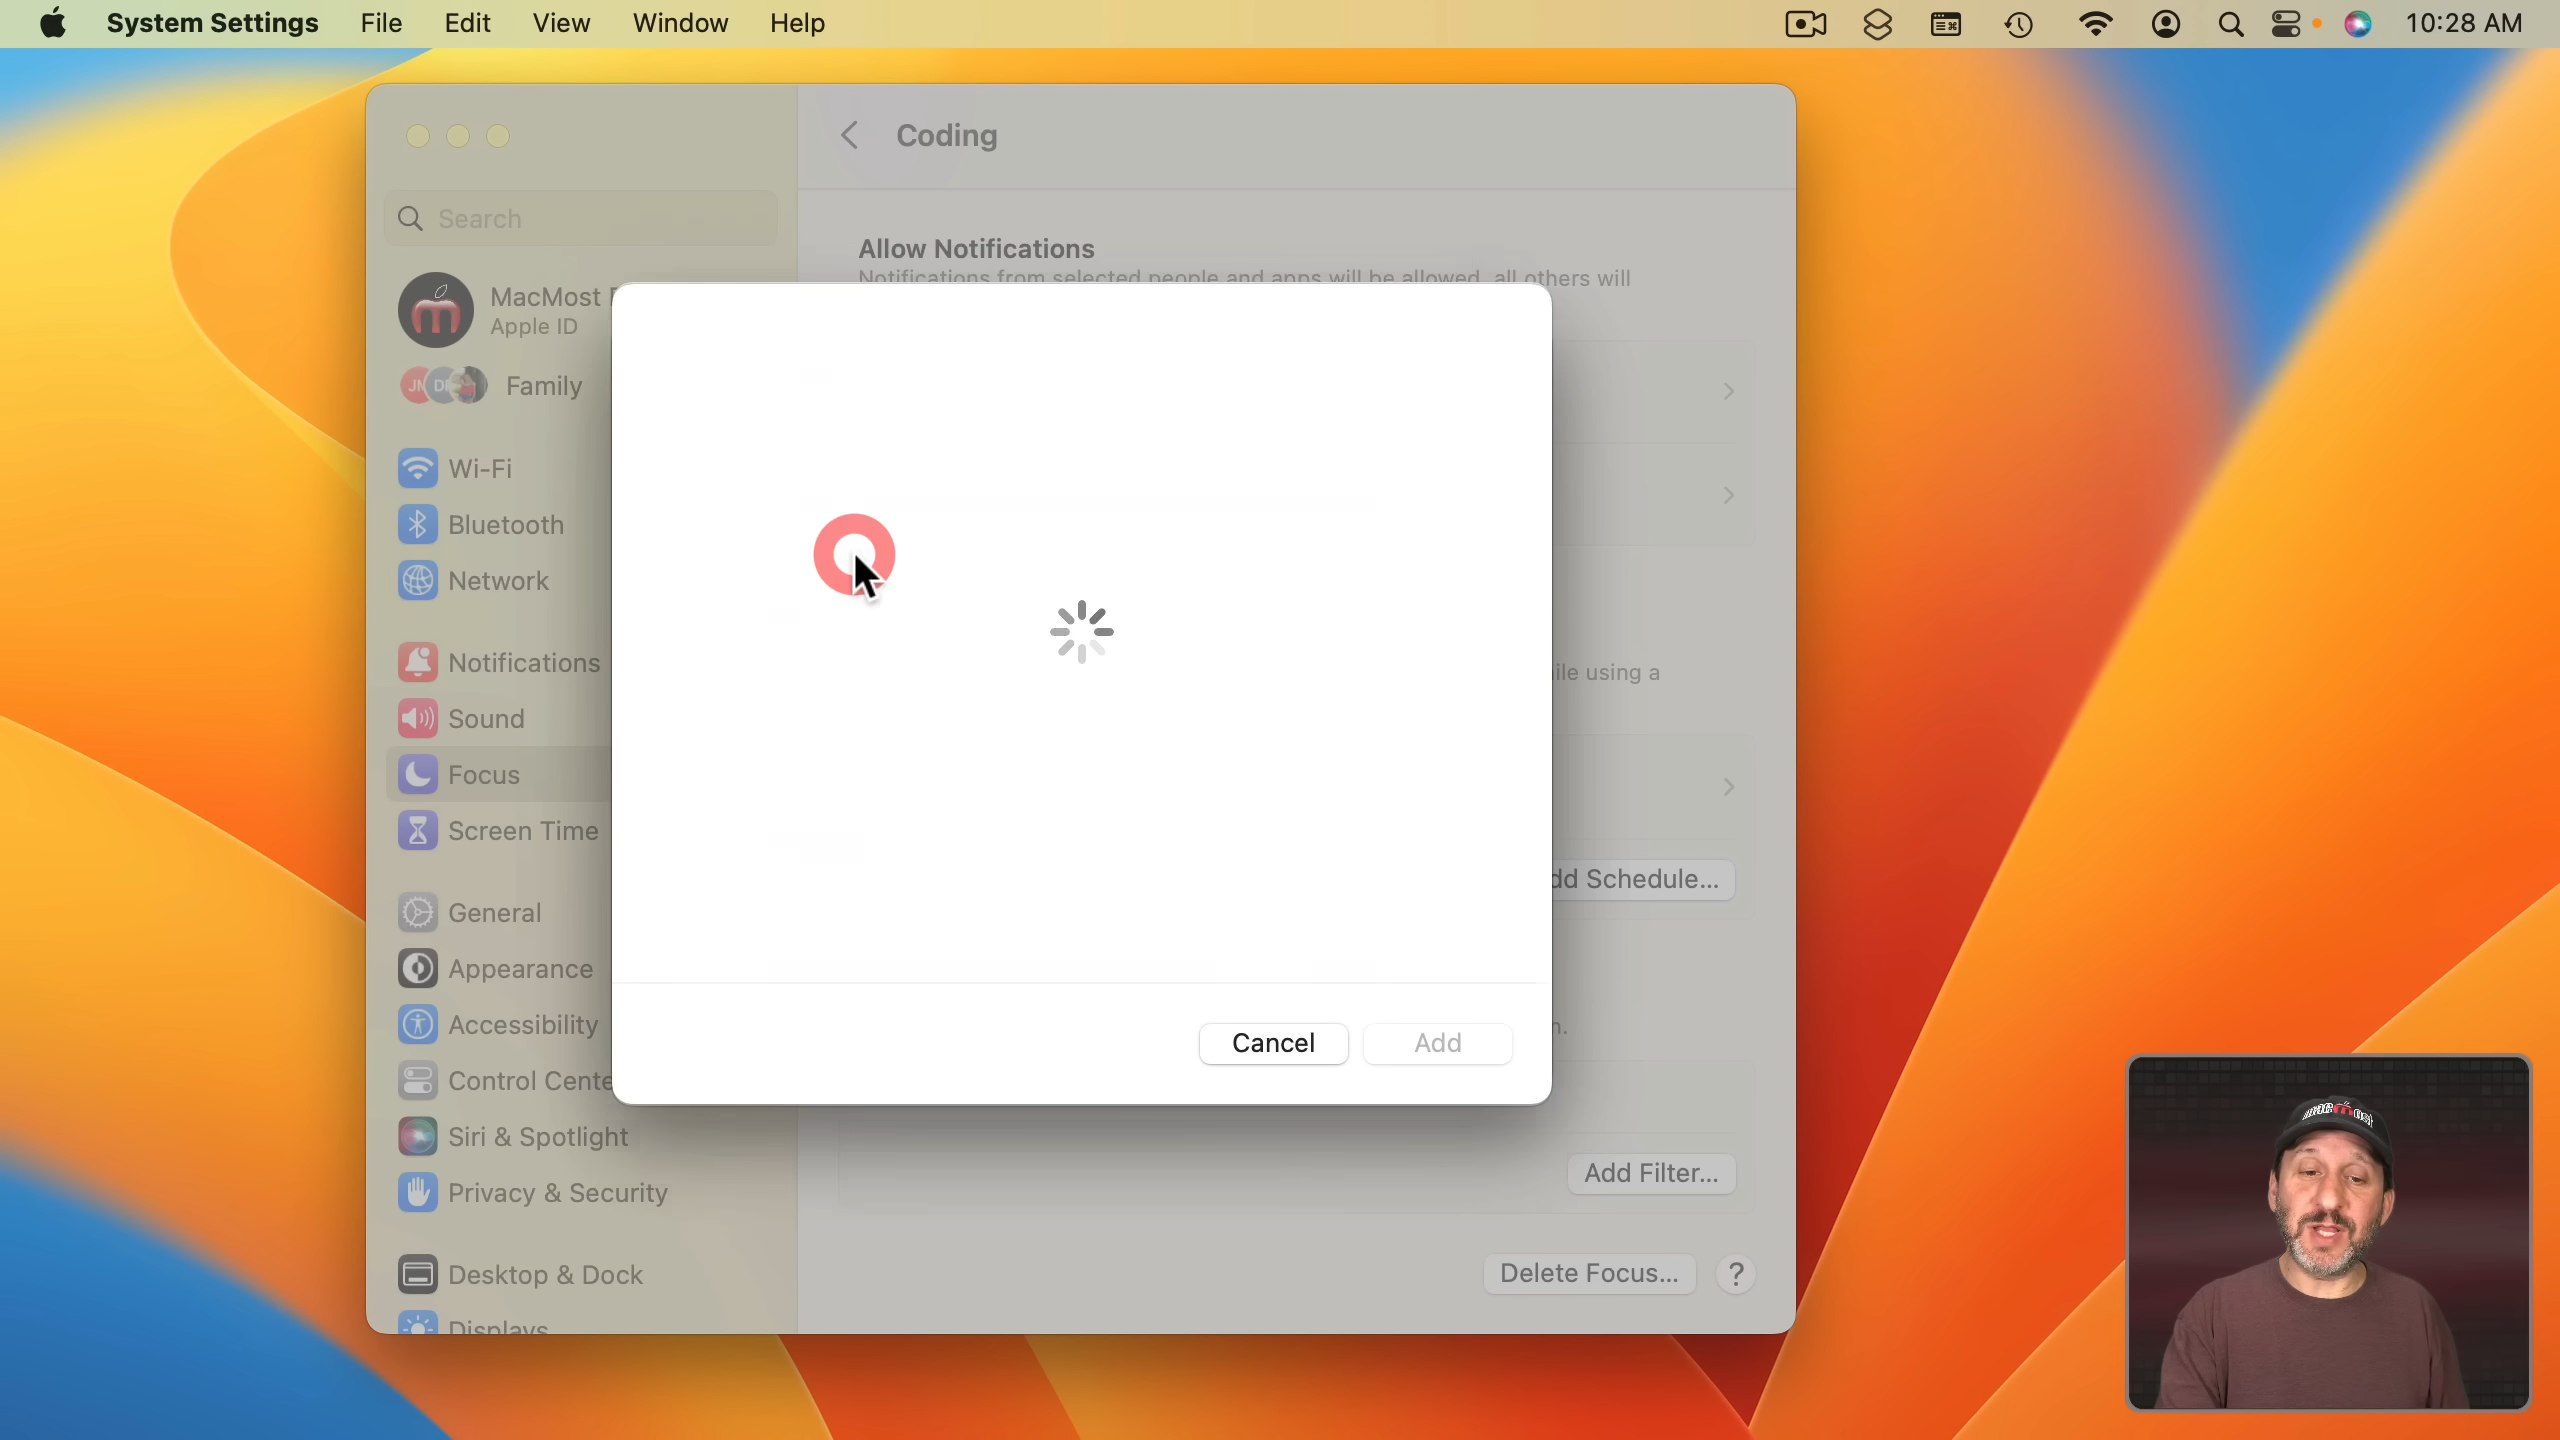 System Settings File Edit View Window Help 10:28 AM
Coding
Search
Allow Notifications
Notifications from selected people and apps will be allowed, all others will
MacMost
Apple ID
Family
Wi-Fi
Bluetooth
Network
Notifications
ile using a
Sound
Focus
Screen Time
dd Schedule...
General
Appearance
Accessibility
n.
Cancel Add
Control Cente
Siri & Spotlight
Privacy & Security
Add Filter...
Desktop & Dock
Delete Focus... ?
Displays
macmost